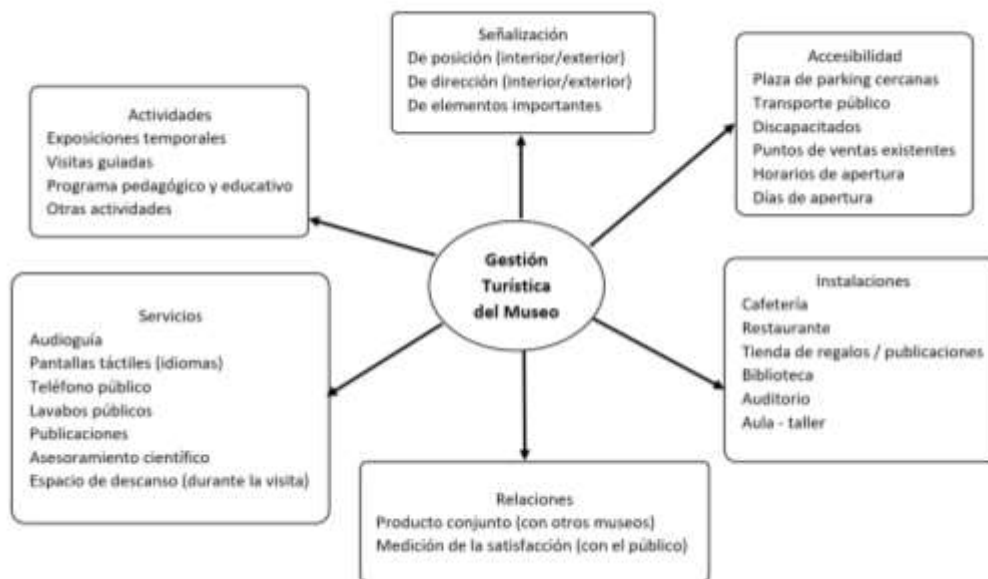 Señalización
De posición (interior/exterior)
De dirección (interior/exterior)
De elementos importantes
Accesibilidad
Plaza de parking cercanas
Transporte público
Discapacitados
Puntos de ventas existentes
Horarios de apertura
Días de apertura
Actividades
Exposiciones temporales
Visitas guiadas
Programa pedagógico y educativo
Otras actividades
Gestión
Turística
del Museo
Servicios
Audioguía
Pantallas táctiles (idiomas)
Teléfono público
Lavabos públicos
Publicaciones
Asesoramiento científico
Espacio de descanso (durante la visita)
Instalaciones
Cafetería
Restaurante
Tienda de regalos / publicaciones
Biblioteca
Auditorio
Aula - taller
Relaciones
Producto conjunto (con otros museos)
Medición de la satisfacción (con el público)